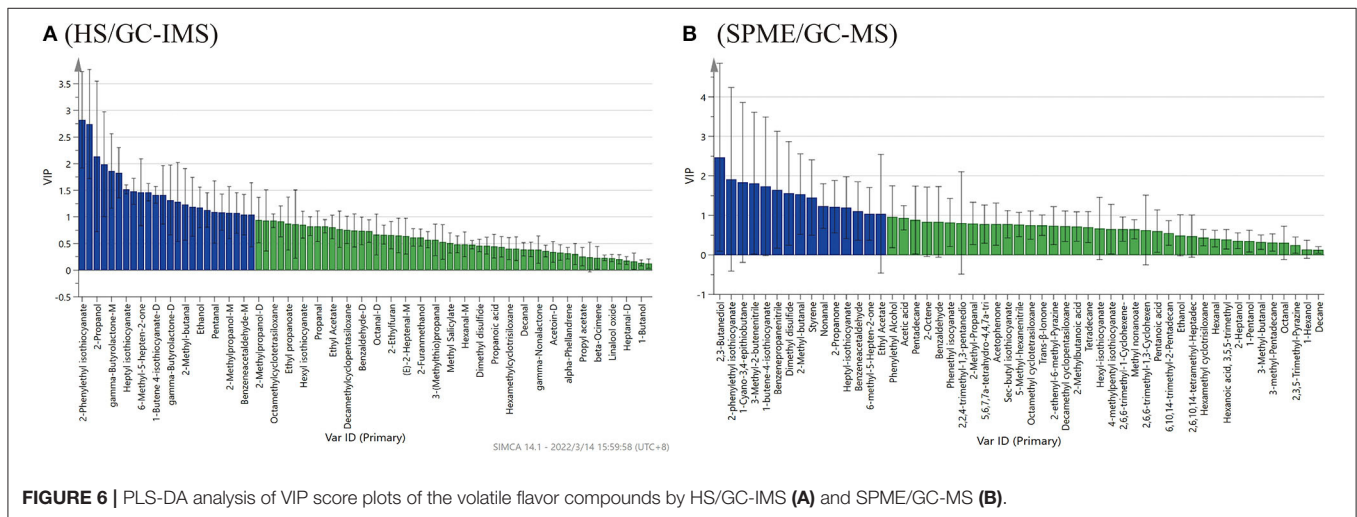 A (HS/GC-IMS)
3.5
3
2.5
2
1.5
1
0.5
0
-0.5
VIP
2-Phenylethyl isothiocyanate
2-Propanol
gamma-Butyrolactone-M
Heptyl isothiocyanate
6-Methyl-5-hepten-2-one
1-Butene 4-isothiocyanate-D
gamma-Butyrolactone-D
2-Methyl-butanal
Ethanol
Pentanal
2-Methylpropanol-M
Benzeneacetaldehyde-M
2-Methylpropanol-D
Octamethylcyclotetrasiloxane
Ethyl propanoate
Hexyl isothiocyanate
Propanal
Ethyl Acetate
Decamethylcyclopentasiloxane
Benzaldehyde-D
Octanal-D
2-Ethylfuran
(E)-2-Heptenal-M
2-Furanmethanol
3-(Methylthio)propanal
Methyl Salicylate
Hexanal-M
Dimethyl disulfide
Propanoic acid
Hexamethylcyclotrisiloxane
Decanal
gamma-Nonalactone
Acetoin-D
alpha-Phellandrene
Propyl acetate
beta-Ocimene
Linalool oxide
Heptanal-D
1-Butanol
Var ID (Primary)
SIMCA 14.1 - 2022/3/14 15:59:58 (UTC+8)
B (SPME/GC-MS)
4
3
2
1
0
-1
VIP
2,3-Butanediol
2-phenylethyl isothiocyanate
1-Cyano-3,4-epithiobutane
3-Methyl-2-butenenitrile
1-butene-4-isothiocyanate
Benzenepropanenitrile
Dimethyl disulfide
2-Methyl-butanal
Styrene
Nonanal
2-Propanone
Heptyl-isothiocyanate
Benzeneacetaldehyde
6-methyl-5-Hepten-2-one
Ethyl Acetate
Phenylethyl Alcohol
Acetic acid
Pentadecane
2-Octene
Benzaldehyde
Phenetyl isocyanate
2,2,4-trimethyl-1,3-pentanedio
2-Methyl-Propanal
5,6,7,7a-tetrahydro-4,4,7a-tri
Acetophenone
Sec-butyl isothiocyanate
5-Methyl-hexanenitrile
Octamethyl cyclotetrasiloxane
Trans-β-Ionone
2-ethenyl-6-methyl-Pyrazine
Decamethyl cyclopentasiloxane
2-Methylbutanoic acid
Tetradecane
Hexyl-isothiocyanate
4-methylpentyl isothiocyanate
2,6,6-trimethyl-1-Cyclohexene-
Methyl thiocyanate
2,6,6-trimethyl-1,3-Cyclohexen
Pentanoic acid
6,10,14-trimethyl-2-Pentadecan
Ethanol
2,6,10,14-tetramethyl-Heptadec
Hexamethyl cyclotrisiloxane
Hexanal
Hexanoic acid, 3,5,5-trimethyl
2-Heptanol
1-Pentanol
3-Methyl-butanal
3-methyl-Pentadecane
Octanal
2,3,5-Trimethyl-Pyrazine
1-Hexanol
Decane
Var ID (Primary)
FIGURE 6 | PLS-DA analysis of VIP score plots of the volatile flavor compounds by HS/GC-IMS (A) and SPME/GC-MS (B).